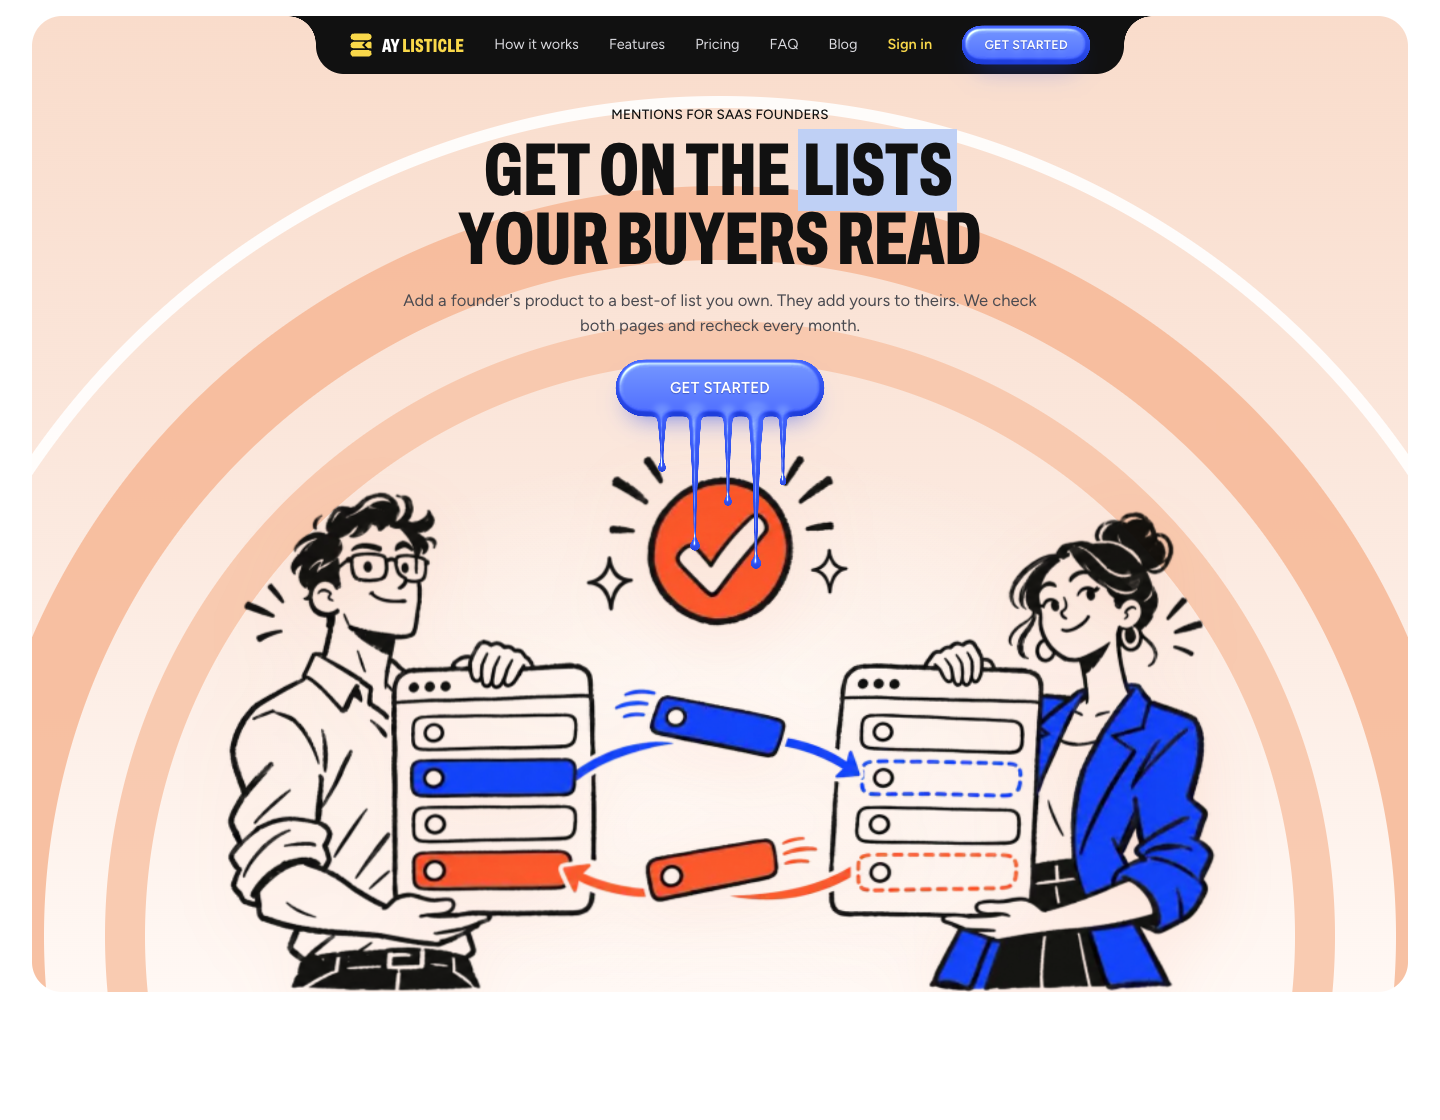 AY LISTICLE
How it works
Features
Pricing
FAQ
Blog
Sign in
GET STARTED
MENTIONS FOR SAAS FOUNDERS
GET ON THE LISTS
YOUR BUYERS READ
Add a founder's product to a best-of list you own. They add yours to theirs. We check
both pages and recheck every month.
GET STARTED